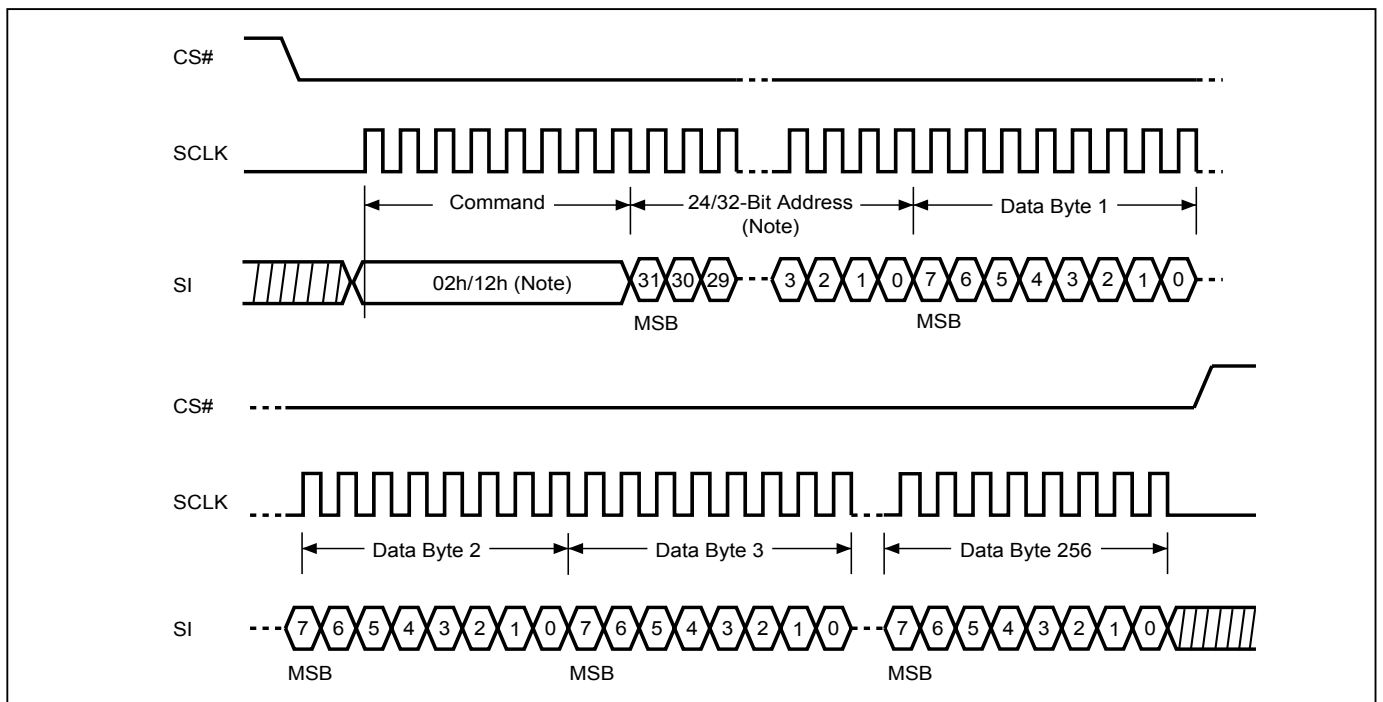 CS#
SCLK
Command
24/32-Bit Address
(Note)
Data Byte 1
SI
02h/12h (Note)
31 30 29
3 2 1 0 7 6 5 4 3 2 1 0
MSB
MSB
CS#
SCLK
Data Byte 2
Data Byte 3
Data Byte 256
SI
7 6 5 4 3 2 1 0 7 6 5 4 3 2 1 0
7 6 5 4 3 2 1 0
MSB
MSB
MSB